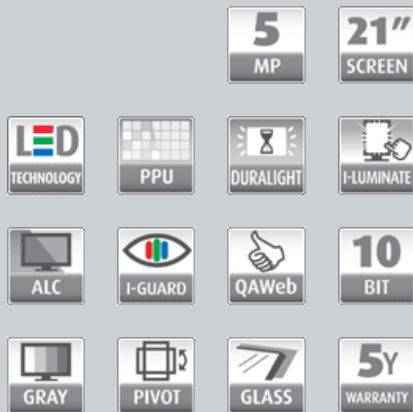 5
MP
21"
SCREEN
LED
TECHNOLOGY
PPU
DURALIGHT
I-LUMINATE
ALC
I-GUARD
QAWeb
10
BIT
GRAY
PIVOT
GLASS
5Y
WARRANTY